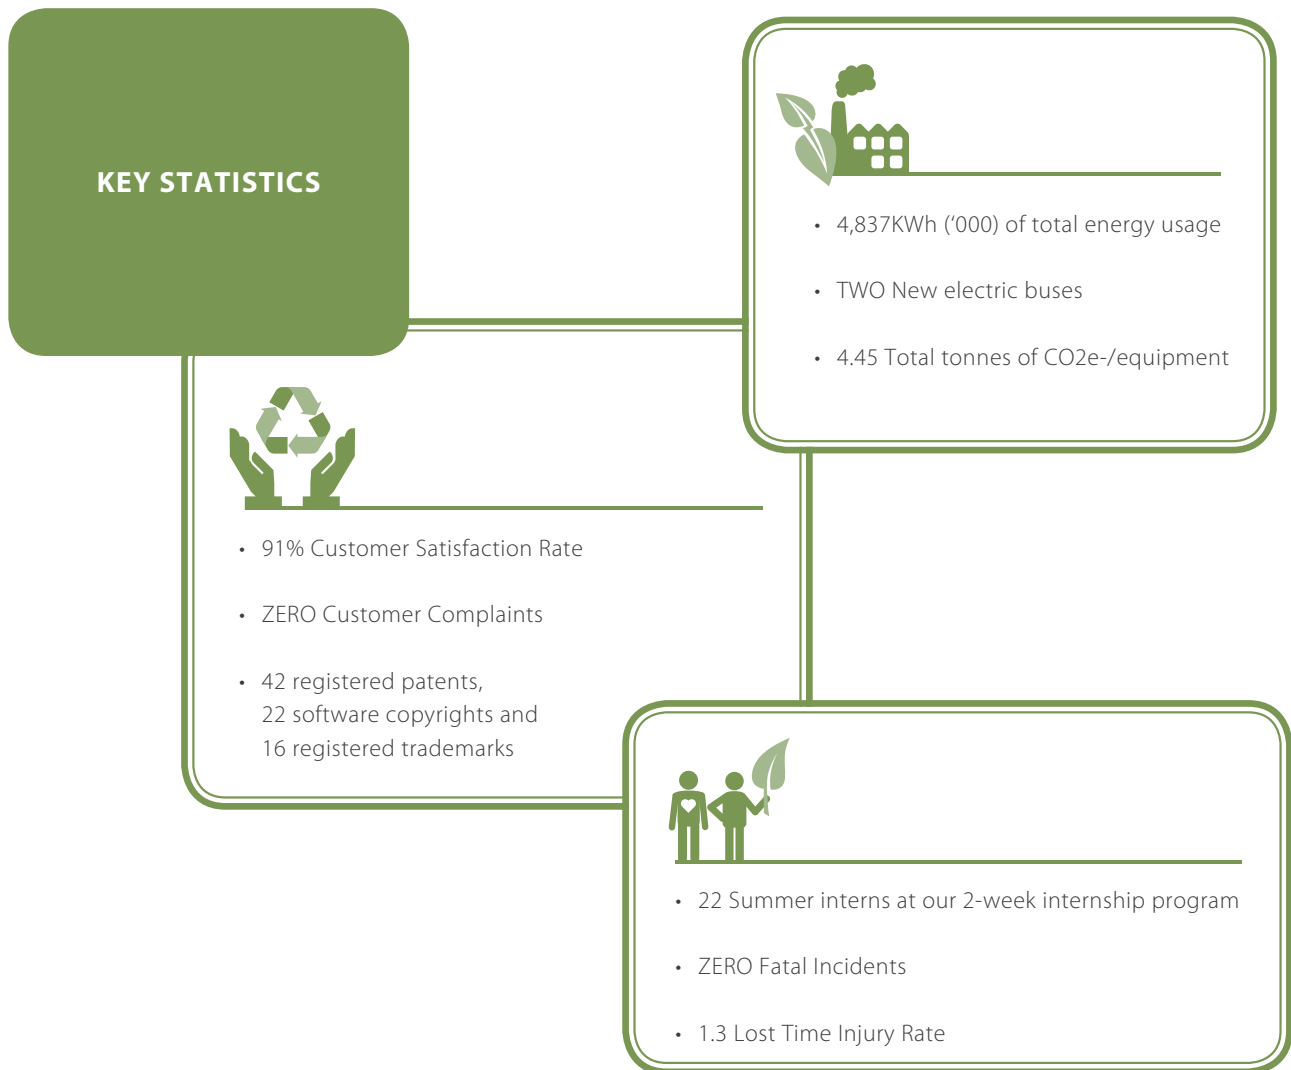 KEY STATISTICS
• 4,837KWh (‘000) of total energy usage
• TWO New electric buses
• 4.45 Total tonnes of CO2e-/equipment
• 91% Customer Satisfaction Rate
• ZERO Customer Complaints
• 42 registered patents,
22 software copyrights and
16 registered trademarks
• 22 Summer interns at our 2-week internship program
• ZERO Fatal Incidents
• 1.3 Lost Time Injury Rate